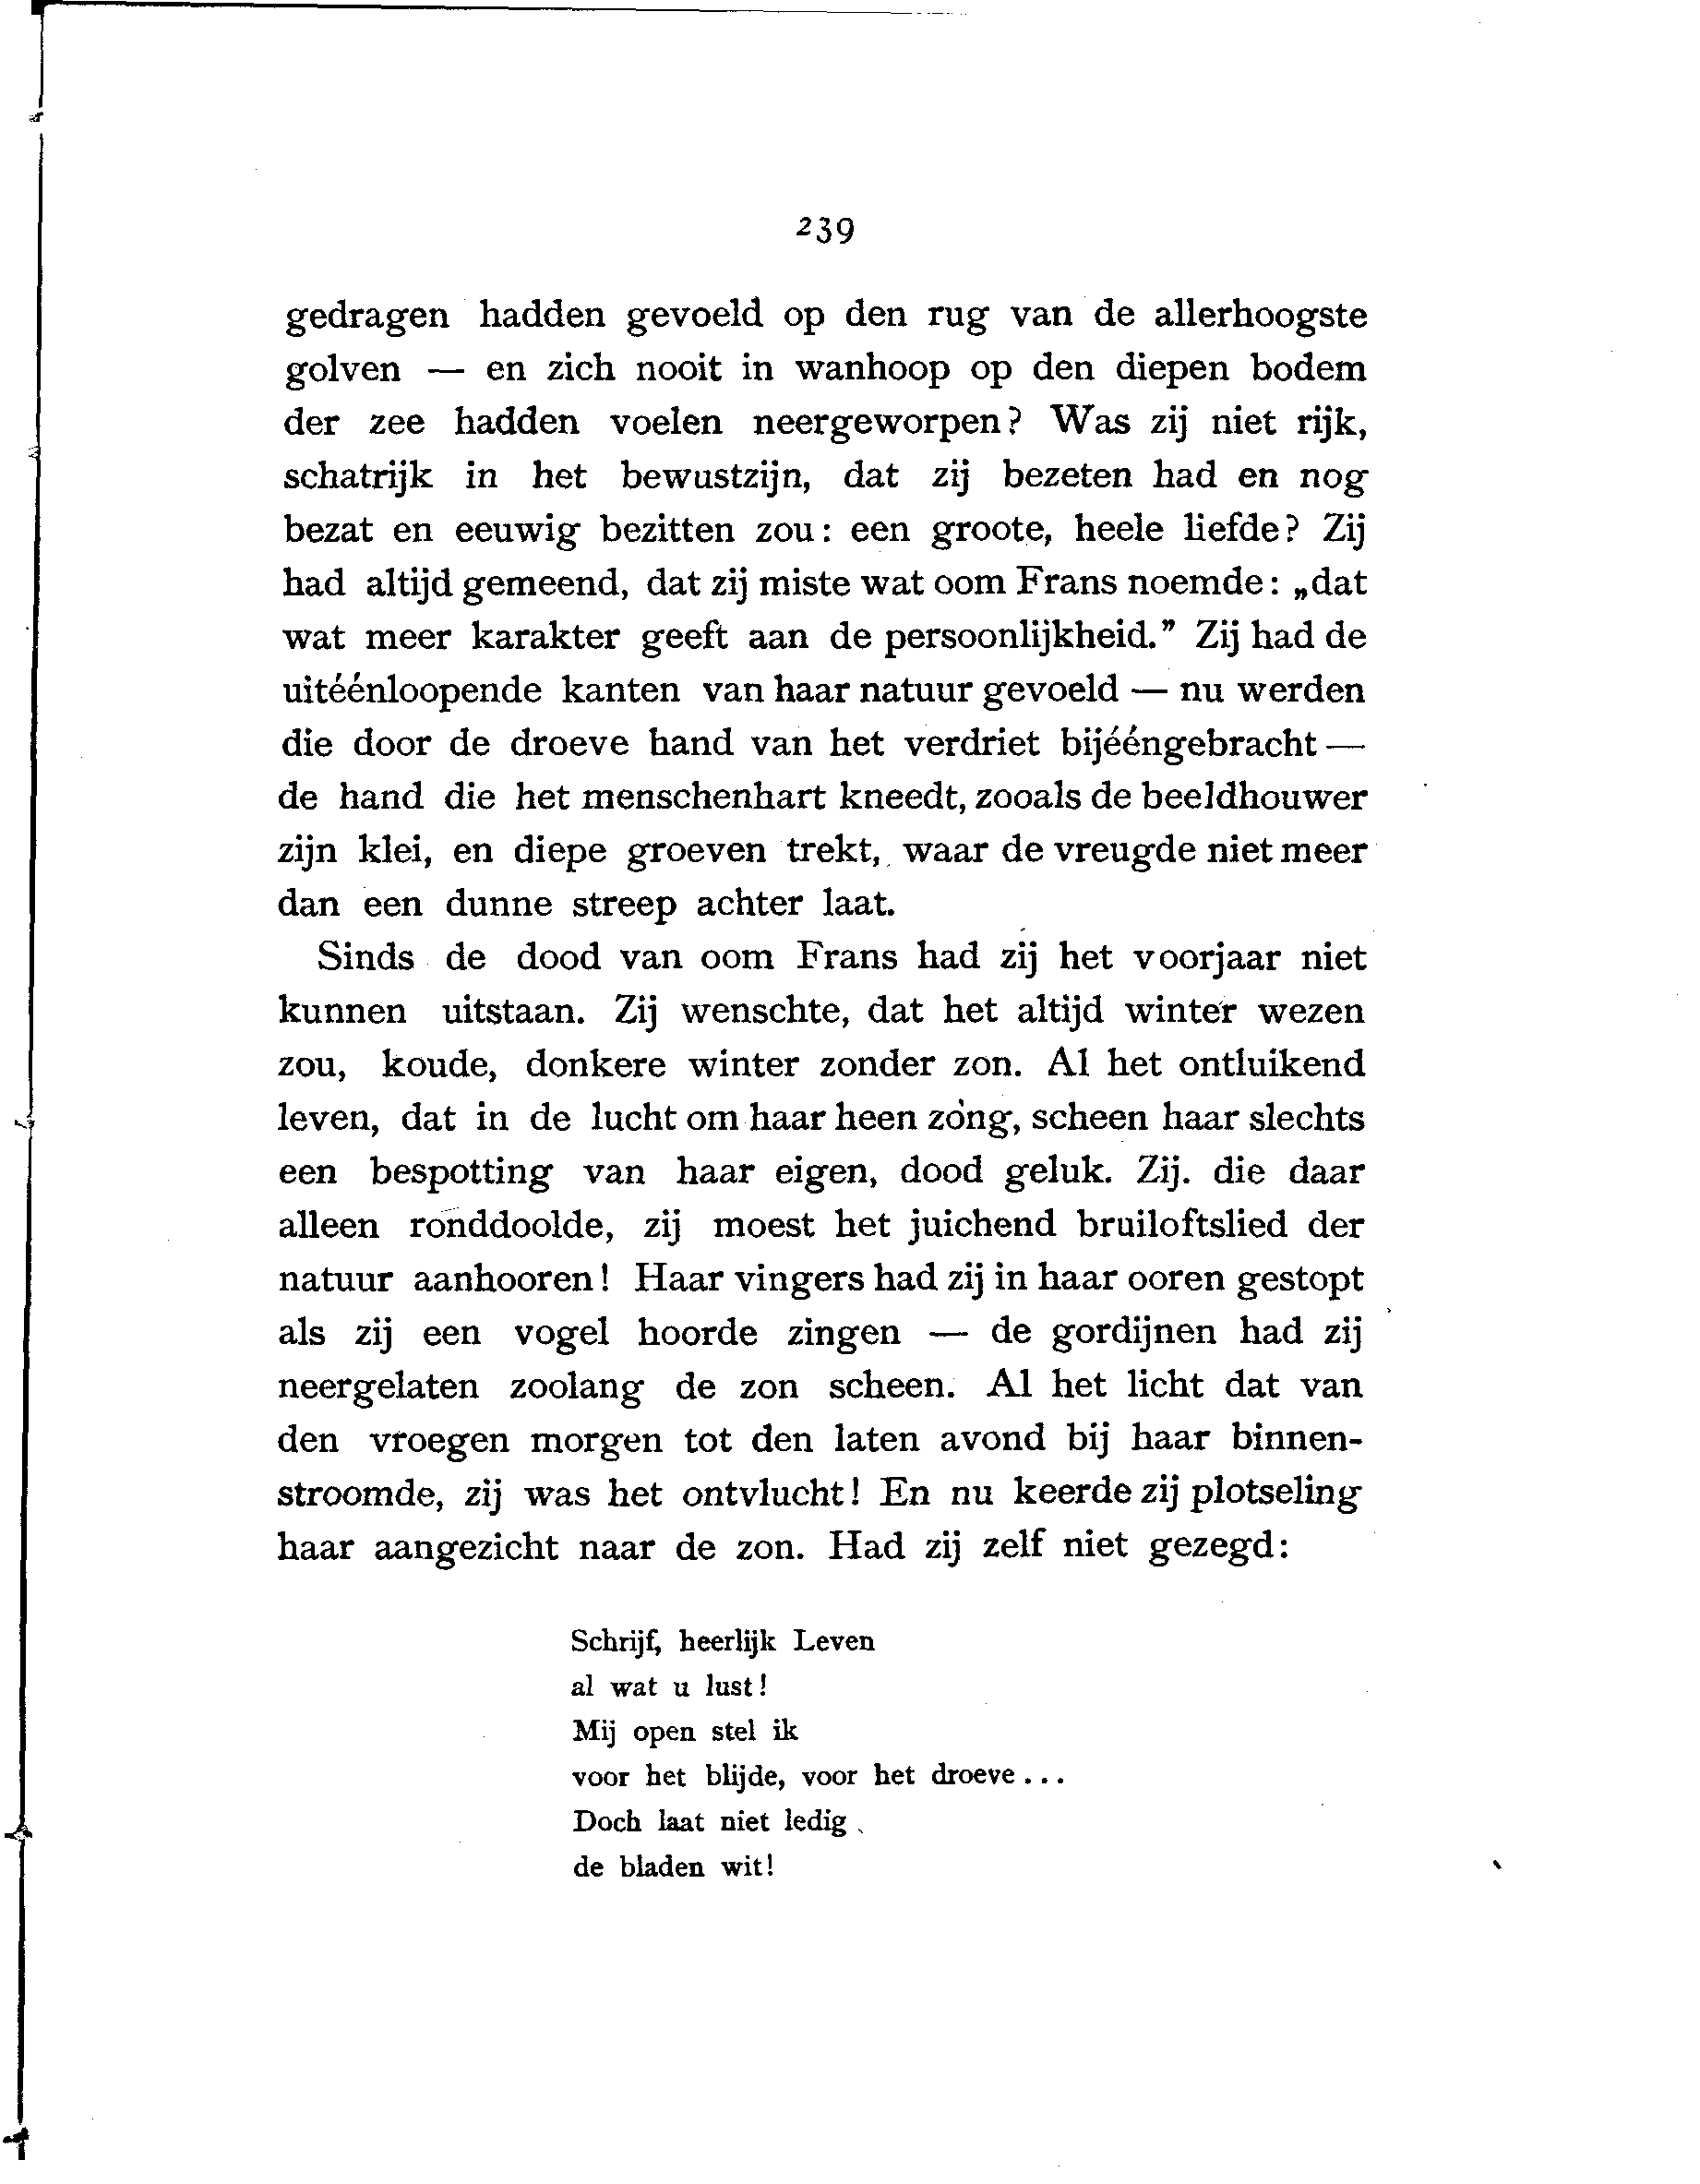 239
gedragen hadden gevoeld op den rug van de allerhoogste
golven — en zich nooit in wanhoop op den diepen bodem
der zee hadden voelen neergeworpen? Was zij niet rijk,
schatrijk in het bewustzijn, dat zij bezeten had en nog
bezat en eeuwig bezitten zou: een groote, heele liefde? Zij
had altijd gemeend, dat zij miste wat oom Frans noemde: „dat
wat meer karakter geeft aan de persoonlijkheid.” Zij had de
uitéénloopende kanten van haar natuur gevoeld — nu werden
die door de droeve hand van het verdriet bijééngebracht —
de hand die het menschenhart kneedt, zooals de beeldhouwer
zijn klei, en diepe groeven trekt, waar de vreugde niet meer
dan een dunne streep achter laat.
Sinds de dood van oom Frans had zij het voorjaar niet
kunnen uitstaan. Zij wenschte, dat het altijd winter wezen
zou, koude, donkere winter zonder zon. Al het ontluikend
leven, dat in de lucht om haar heen zong, scheen haar slechts
een bespotting van haar eigen, dood geluk. Zij. die daar
alleen ronddoolde, zij moest het juichend bruiloftslied der
natuur aanhooren! Haar vingers had zij in haar ooren gestopt
als zij een vogel hoorde zingen — de gordijnen had zij
neergelaten zoolang de zon scheen. Al het licht dat van
den vroegen morgen tot den laten avond bij haar binnen-
stroomde, zij was het ontvlucht! En nu keerde zij plotseling
haar aangezicht naar de zon. Had zij zelf niet gezegd:
Schrijf, heerlijk Leven
al wat u lust!
Mij open stel ik
voor het blijde, voor het droeve...
Doch laat niet ledig
de bladen wit!